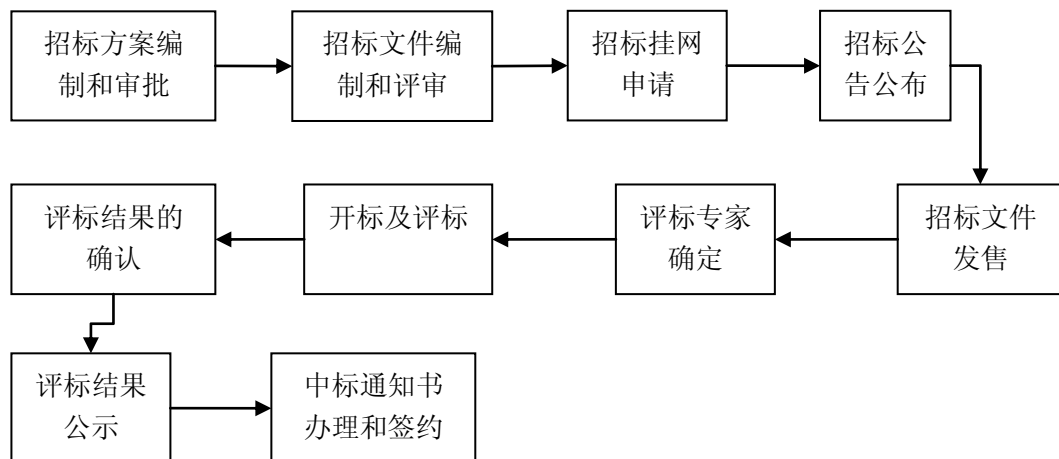 招标方案编
制和审批
招标文件编
制和评审
招标挂网
申请
招标公
告公布
评标结果的
确认
开标及评标
评标专家
确定
招标文件
发售
评标结果
公示
中标通知书
办理和签约